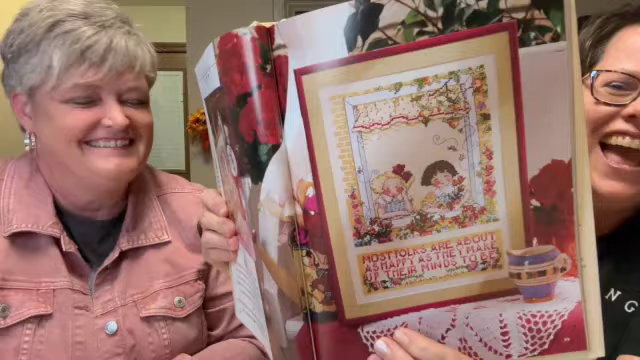 MOST FOLKS ARE ABOUT
AS HAPPY AS THEY MAKE
THEIR MINDS TO BE
N G